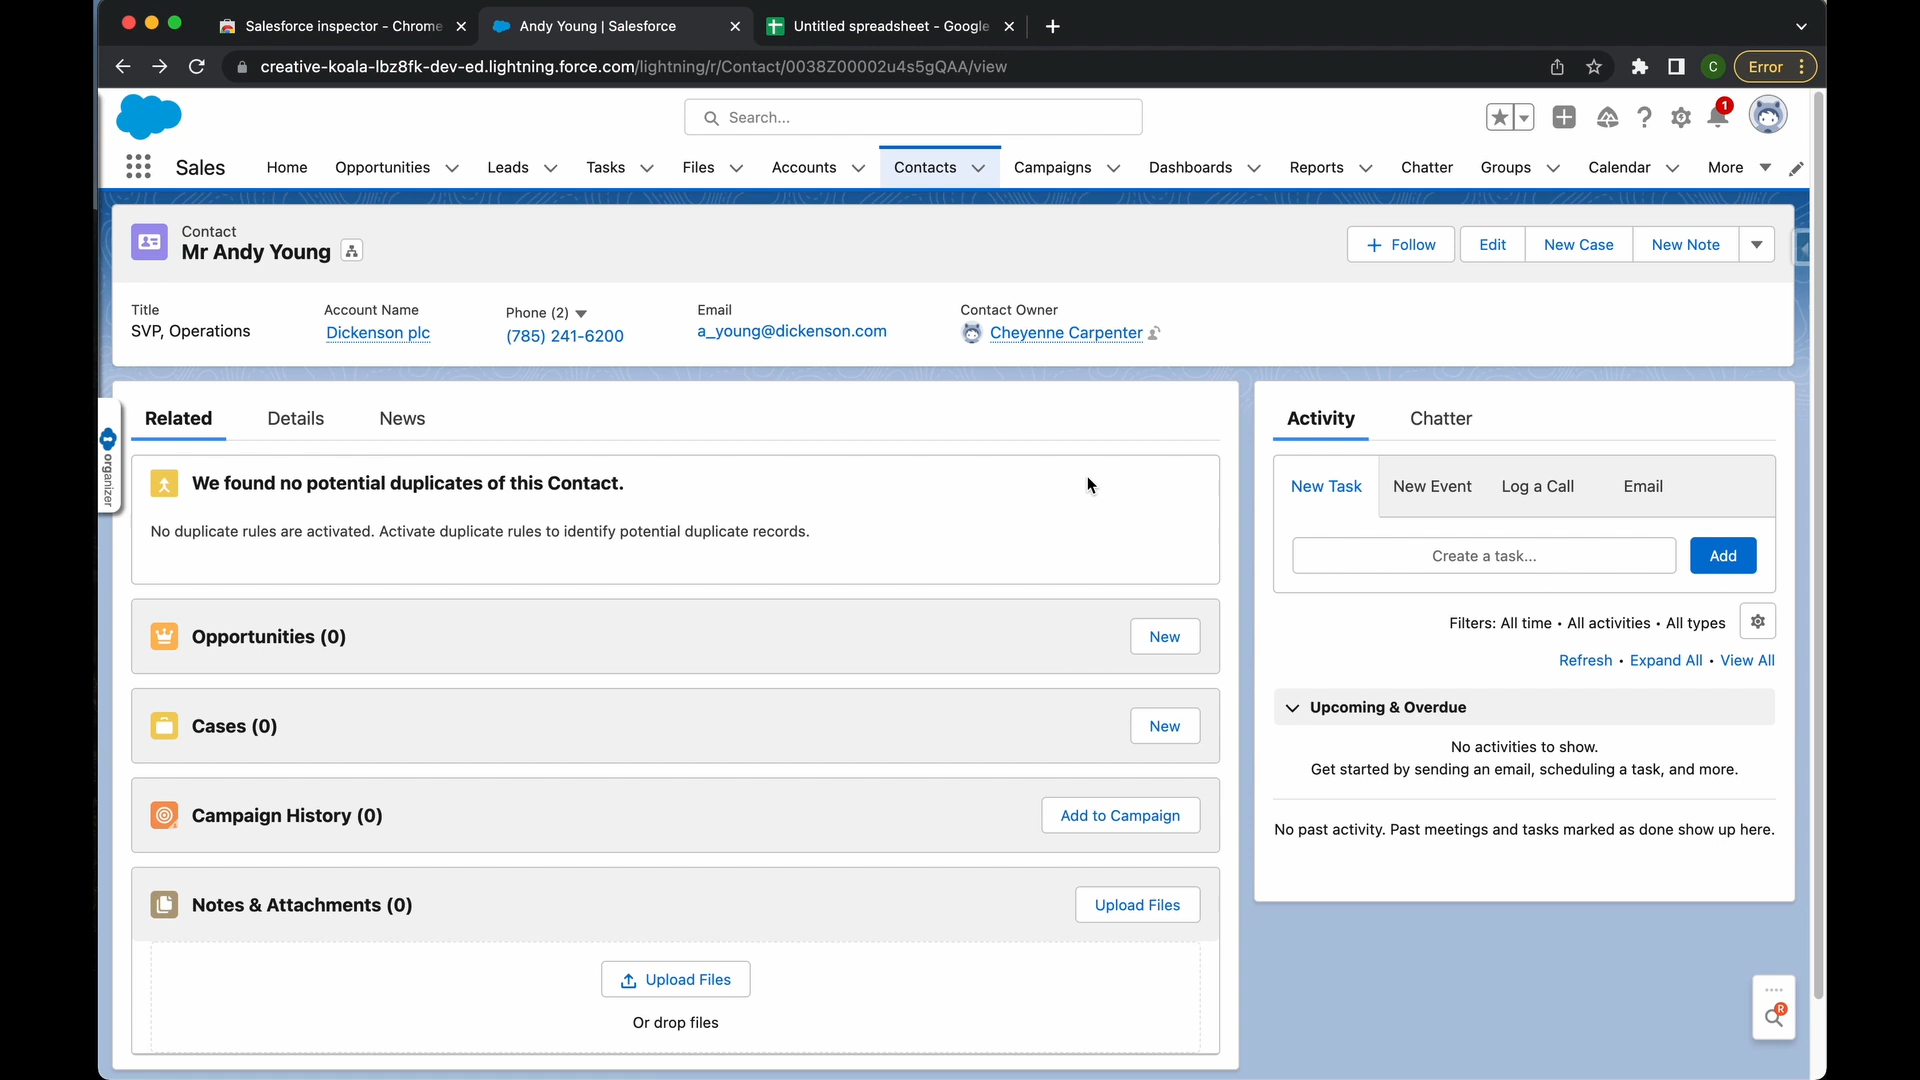 Salesforce inspector - Chrome
Andy Young | Salesforce
Untitled spreadsheet - Google
creative-koala-lbz8fk-dev-ed.lightning.force.com/lightning/r/Contact/0038Z00002u4s5gQAA/view
C
Error
Search...
1
Sales
Home
Opportunities
Leads
Tasks
Files
Accounts
Contacts
Campaigns
Dashboards
Reports
Chatter
Groups
Calendar
More
Contact
Mr Andy Young
Follow
Edit
New Case
New Note
Title
SVP, Operations
Account Name
Dickenson plc
Phone (2)
(785) 241-6200
Email
a_young@dickenson.com
Contact Owner
Cheyenne Carpenter
organizer
Related
Details
News
We found no potential duplicates of this Contact.
No duplicate rules are activated. Activate duplicate rules to identify potential duplicate records.
Opportunities (0)
New
Cases (0)
New
Campaign History (0)
Add to Campaign
Notes & Attachments (0)
Upload Files
Upload Files
Or drop files
Activity
Chatter
New Task
New Event
Log a Call
Email
Create a task...
Add
Filters: All time • All activities • All types
Refresh • Expand All • View All
Upcoming & Overdue
No activities to show.
Get started by sending an email, scheduling a task, and more.
No past activity. Past meetings and tasks marked as done show up here.
R